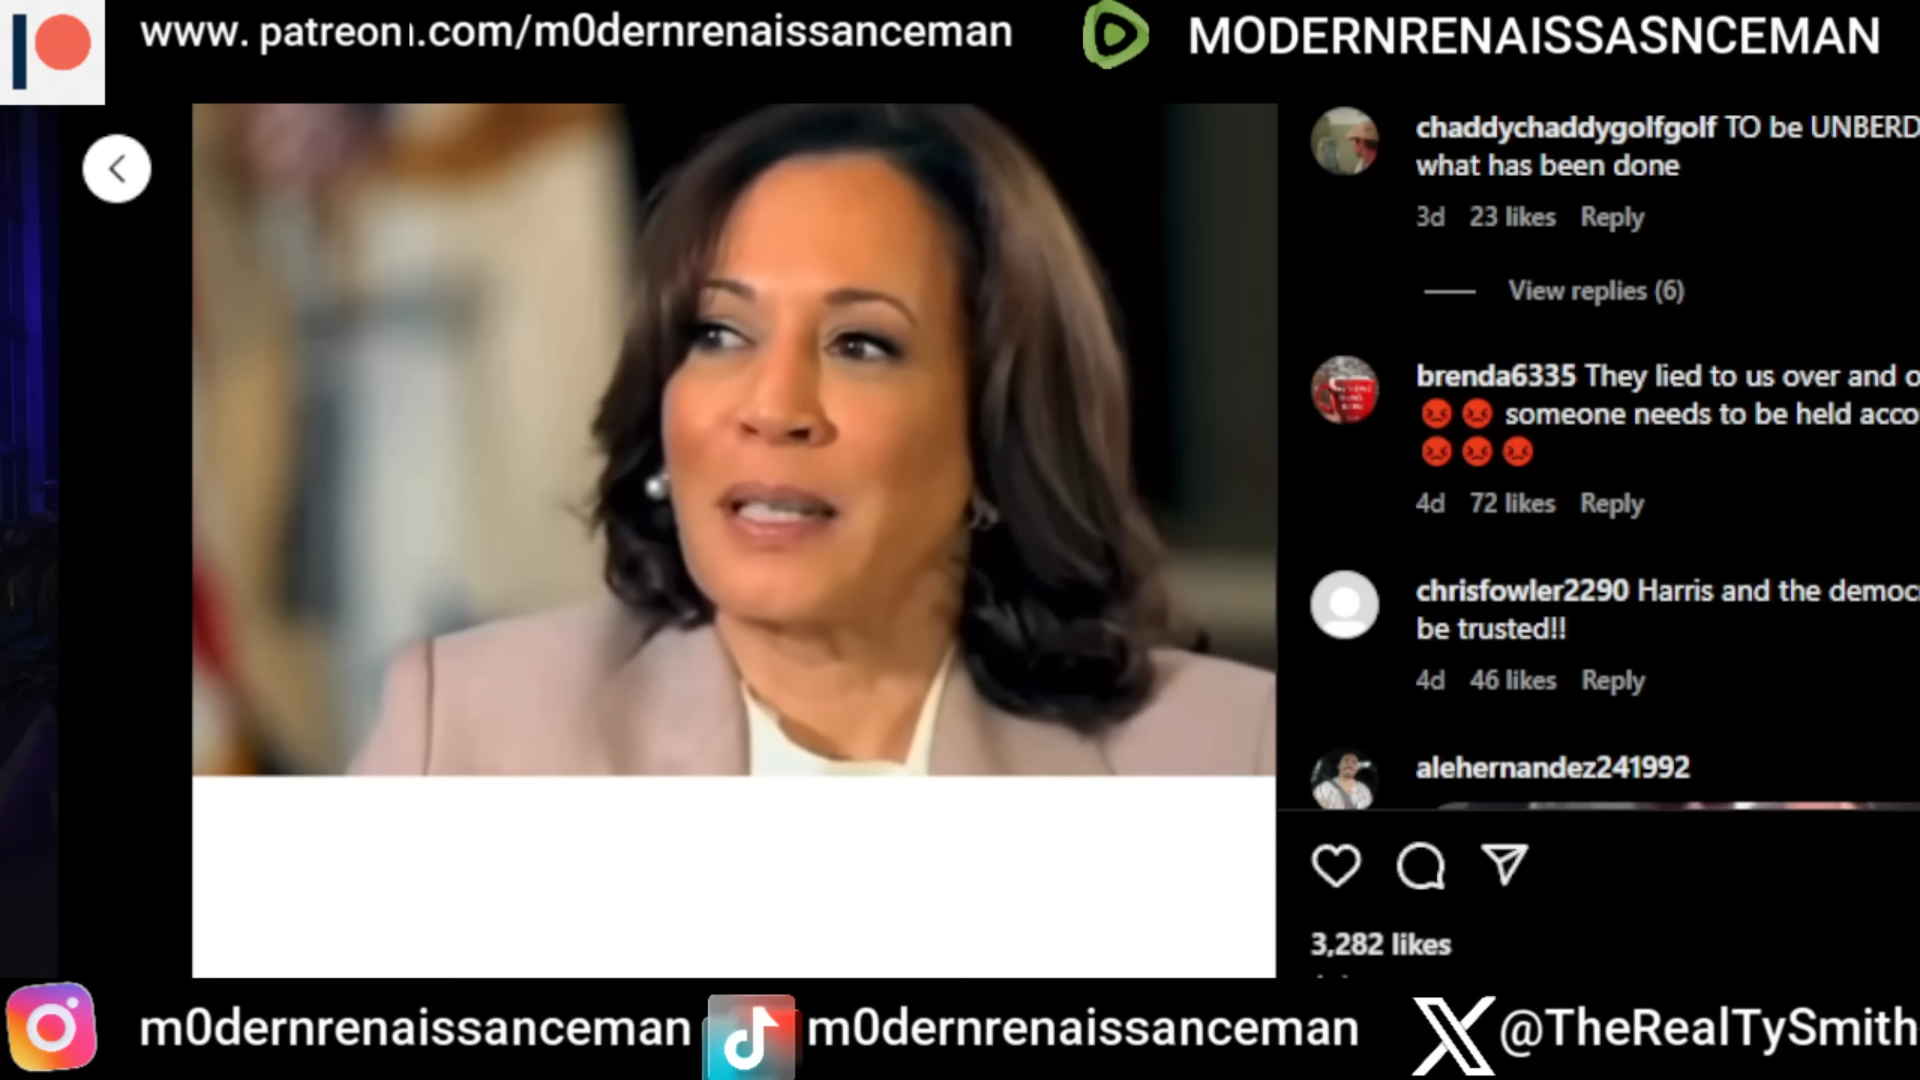 www. patreon.com/m0dernrenaissanceman
MODERNRENAISSASNCEMAN
chaddychaddygolfgolf TO be UNBERD
what has been done
3d 23 likes Reply
View replies (6)
brenda6335 They lied to us over and o
😡 😡 someone needs to be held acco
😡 😡 😡
4d 72 likes Reply
chrisfowler2290 Harris and the democ
be trusted!!
4d 46 likes Reply
alehernandez241992
3,282 likes
m0dernrenaissanceman
m0dernrenaissanceman
@TheRealTySmith